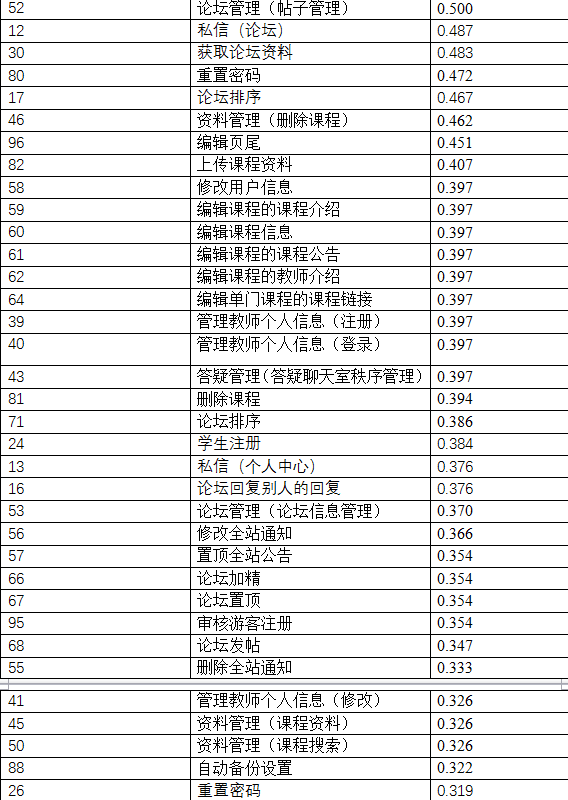 52 论坛管理（帖子管理） 0.500
12 私信（论坛） 0.487
30 获取论坛资料 0.483
80 重置密码 0.472
17 论坛排序 0.467
46 资料管理（删除课程） 0.462
96 编辑页尾 0.451
82 上传课程资料 0.407
58 修改用户信息 0.397
59 编辑课程的课程介绍 0.397
60 编辑课程信息 0.397
61 编辑课程的课程公告 0.397
62 编辑课程的教师介绍 0.397
64 编辑单门课程的课程链接 0.397
39 管理教师个人信息（注册） 0.397
40 管理教师个人信息（登录） 0.397
43 答疑管理（答疑聊天室秩序管理） 0.397
81 删除课程 0.394
71 论坛排序 0.386
24 学生注册 0.384
13 私信（个人中心） 0.376
16 论坛回复别人的回复 0.376
53 论坛管理（论坛信息管理） 0.370
56 修改全站通知 0.366
57 置顶全站公告 0.354
66 论坛加精 0.354
67 论坛置顶 0.354
95 审核游客注册 0.354
68 论坛发帖 0.347
55 删除全站通知 0.333
41 管理教师个人信息（修改） 0.326
45 资料管理（课程资料） 0.326
50 资料管理（课程搜索） 0.326
88 自动备份设置 0.322
26 重置密码 0.319